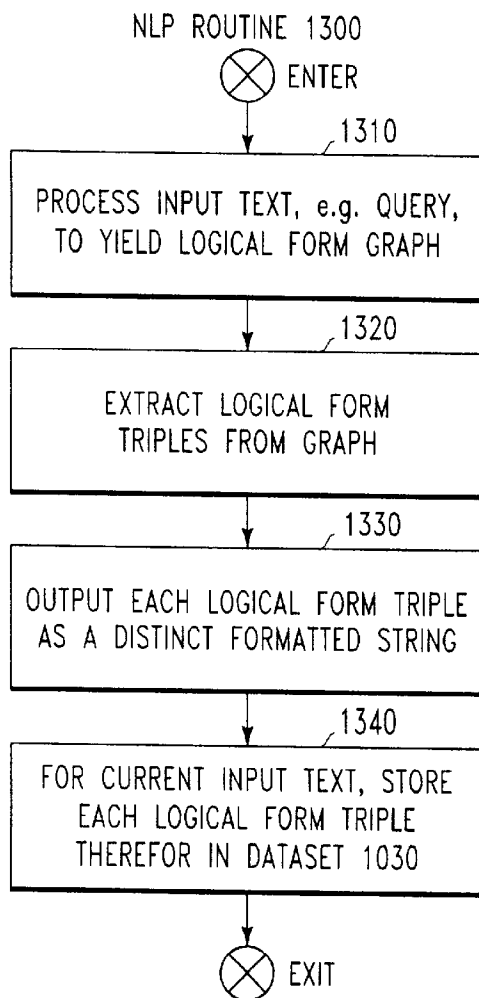 NLP ROUTINE 1300
ENTER
1310
PROCESS INPUT TEXT, e.g. QUERY,
TO YIELD LOGICAL FORM GRAPH
1320
EXTRACT LOGICAL FORM
TRIPLES FROM GRAPH
1330
OUTPUT EACH LOGICAL FORM TRIPLE
AS A DISTINCT FORMATTED STRING
1340
FOR CURRENT INPUT TEXT, STORE
EACH LOGICAL FORM TRIPLE
THEREFOR IN DATASET 1030
EXIT